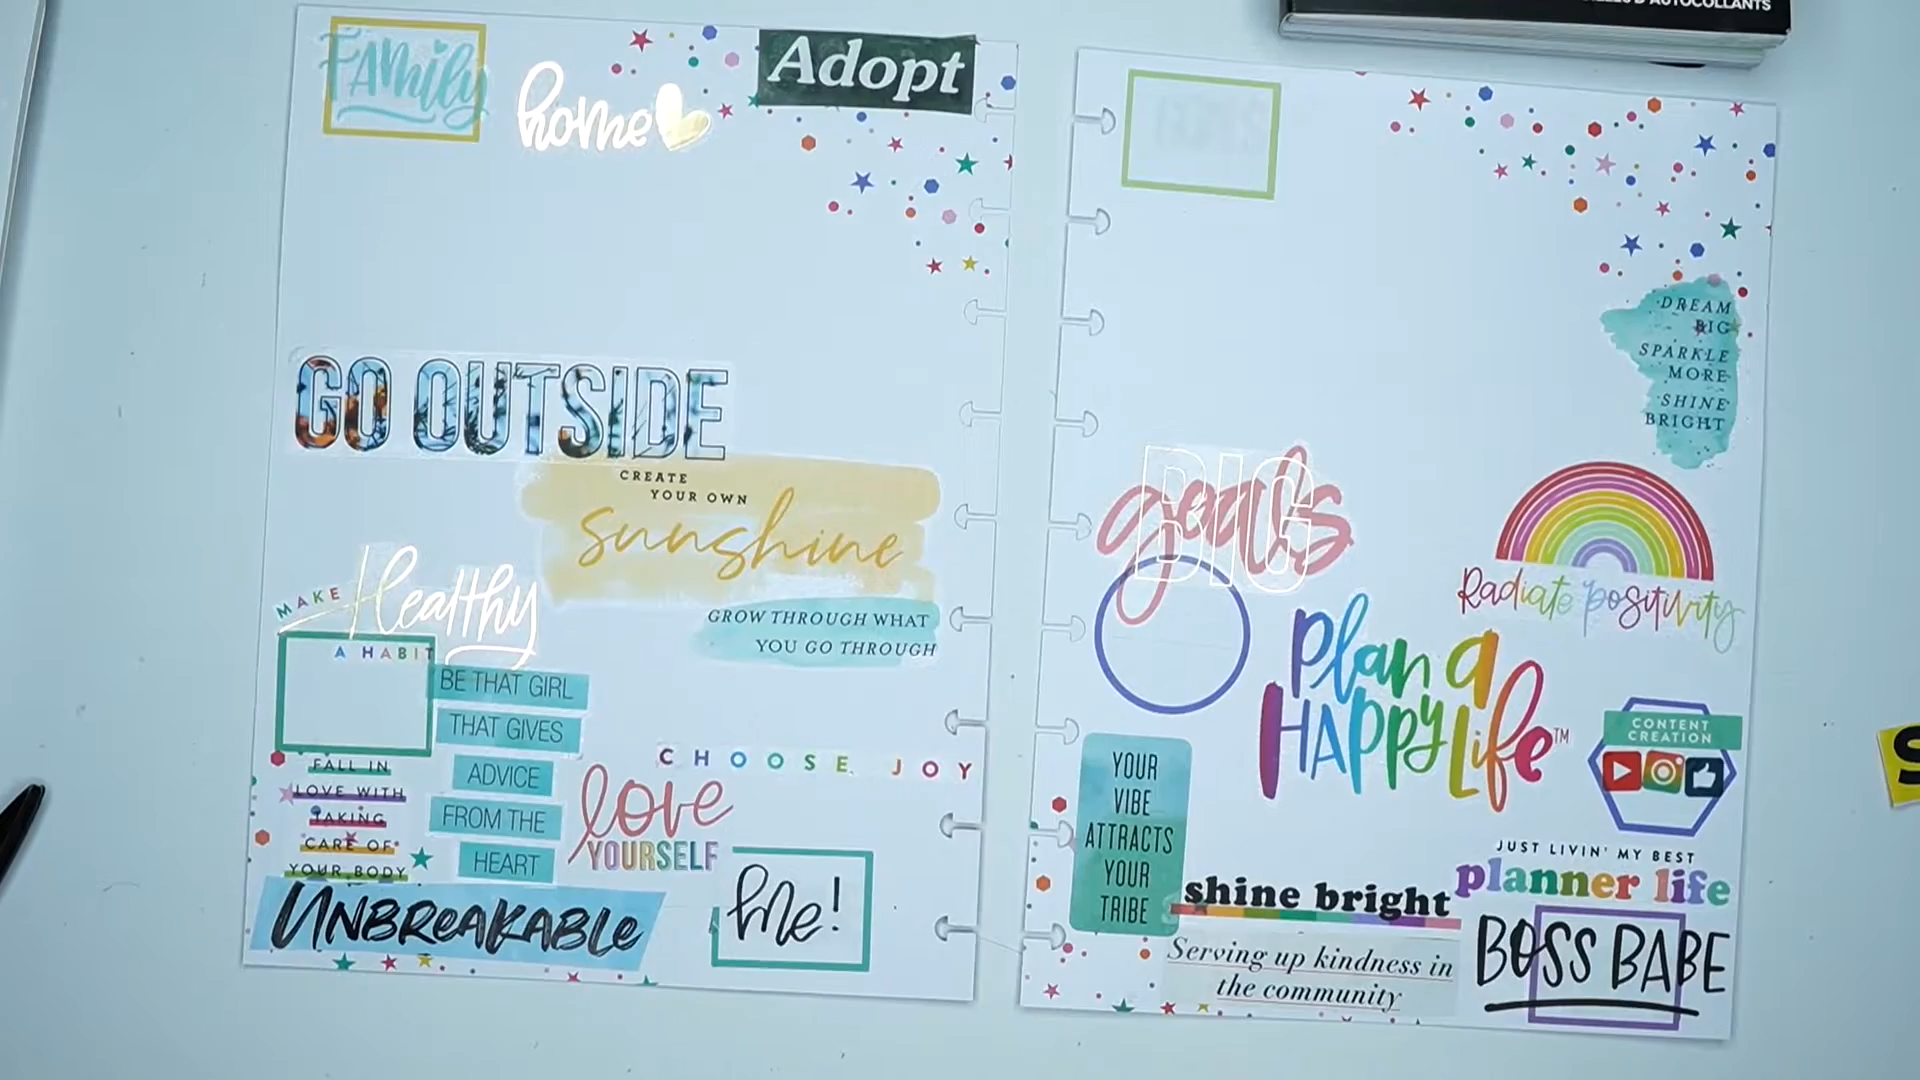 D'AUTOCOLLANTS
FAMily
home
Adopt
GO OUTSIDE
CREATE
YOUR OWN
sunshine
MAKE
Healthy
A HABIT
GROW THROUGH WHAT
YOU GO THROUGH
BE THAT GIRL
THAT GIVES
ADVICE
FROM THE
HEART
CHOOSE JOY
FALL IN
LOVE WITH
TAKING
CARE OF
YOUR BODY
love
YOURSELF
UNBREAKABLE
me!
DREAM
BIG
SPARKLE
MORE
SHINE
BRIGHT
BIG
goals
Radiate positivity
plan a
HAPPY Life™
CONTENT
CREATION
YOUR
VIBE
ATTRACTS
YOUR
TRIBE
JUST LIVIN' MY BEST
planner life
shine bright
Serving up kindness in
the community
BOSS BABE